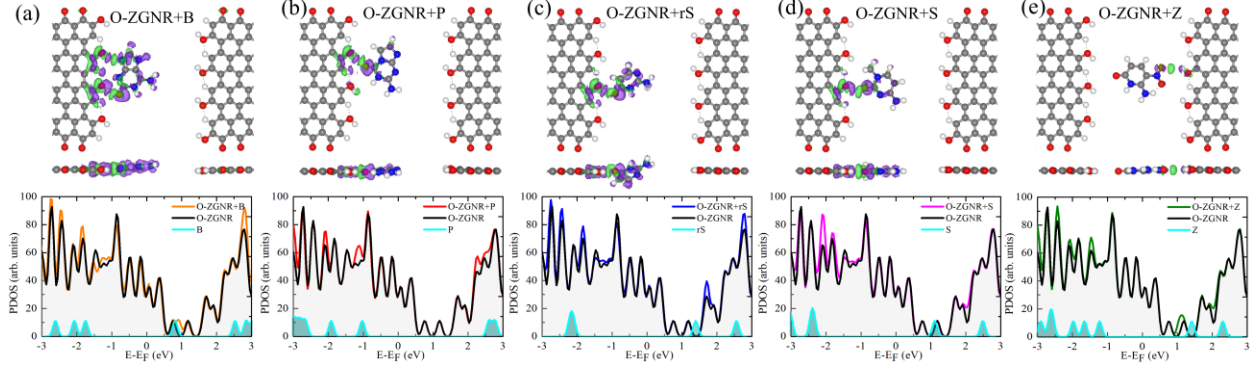 (a) O-ZGNR+B
(b) O-ZGNR+P
(c) O-ZGNR+rS
(d) O-ZGNR+S
(e) O-ZGNR+Z
PDOS (arb. units)
100
80
60
40
20
0
O-ZGNR+B
O-ZGNR
B
-3 -2 -1 0 1 2 3
E-E_F (eV)
PDOS (arb. units)
100
80
60
40
20
0
O-ZGNR+P
O-ZGNR
P
-3 -2 -1 0 1 2 3
E-E_F (eV)
PDOS (arb. units)
100
80
60
40
20
0
O-ZGNR+rS
O-ZGNR
rS
-3 -2 -1 0 1 2 3
E-E_F (eV)
PDOS (arb. units)
100
80
60
40
20
0
O-ZGNR+S
O-ZGNR
S
-3 -2 -1 0 1 2 3
E-E_F (eV)
PDOS (arb. units)
100
80
60
40
20
0
O-ZGNR+Z
O-ZGNR
Z
-3 -2 -1 0 1 2 3
E-E_F (eV)